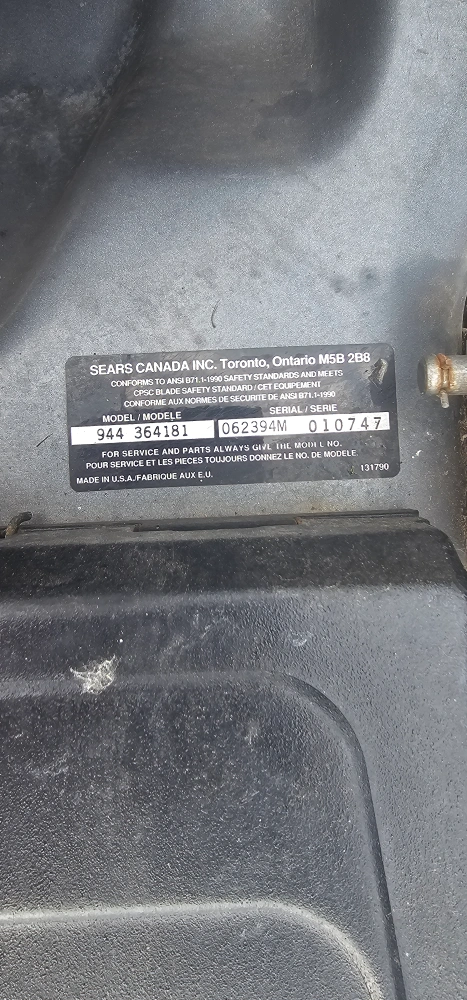 SEARS CANADA INC. Toronto, Ontario M5B 2B8
CONFORMS TO ANSI B71.1-1990 SAFETY STANDARDS AND MEETS
CPSC BLADE SAFETY STANDARD / CET EQUIPEMENT
CONFORME AUX NORMES DE SECURITE DE ANSI B71.1-1990
MODEL / MODELE SERIAL / SERIE
944 364181 062394M 010747
FOR SERVICE AND PARTS ALWAYS GIVE THE MODEL NO.
POUR SERVICE ET LES PIECES TOUJOURS DONNEZ LE NO. DE MODELE.
MADE IN U.S.A./FABRIQUE AUX E.U. 131790